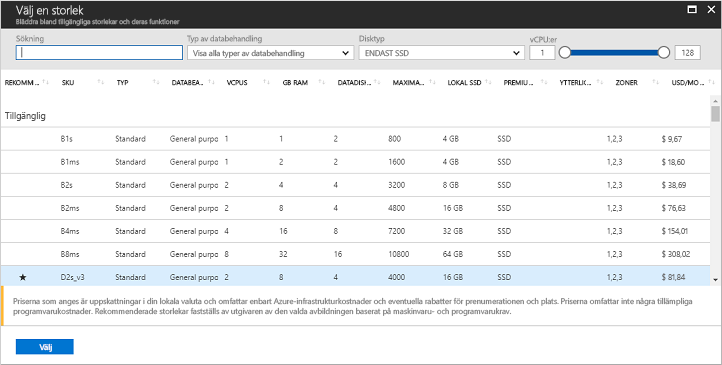 Välj en storlek
Bläddra bland tillgängliga storlekar och deras funktioner
Sökning Typ av databehandling Disktyp vCPU:er
Visa alla typer av databehandling ENDAST SSD 1 128
REKOMM ... SKU TYP DATABEA... VCPUS GB RAM DATADISI... MAXIMA... LOKAL SSD PREMIU... YTTERLIG... ZONER USD/MO ...
Tillgänglig
B1s Standard General purpo 1 1 2 800 4 GB SSD 1,2,3 $ 9,67
B1ms Standard General purpo 1 2 2 1600 4 GB SSD 1,2,3 $ 18,60
B2s Standard General purpo 2 4 4 3200 8 GB SSD 1,2,3 $ 38,69
B2ms Standard General purpo 2 8 4 4800 16 GB SSD 1,2,3 $ 76,63
B4ms Standard General purpo 4 16 8 7200 32 GB SSD 1,2,3 $ 154,01
B8ms Standard General purpo 8 32 16 10800 64 GB SSD 1,2,3 $ 308,02
D2s_v3 Standard General purpo 2 8 4 4000 16 GB SSD 1,2,3 $ 81,84
Priserna som anges är uppskattningar i din lokala valuta och omfattar enbart Azure-infrastrukturkostnader och eventuella rabatter för prenumerationen och plats. Priserna omfattar inte några tillämpliga
programvarukostnader. Rekommenderade storlekar fastställs av utgivaren av den valda avbildningen baserat på maskinvaru- och programvarukrav.
Välj